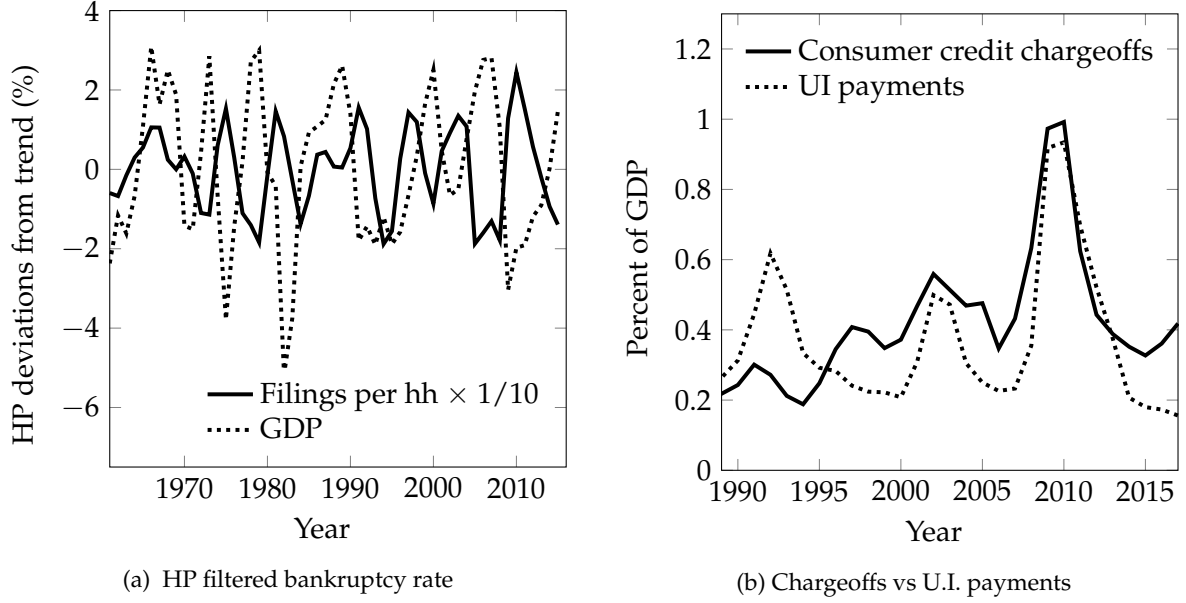 4
2
0
−2
−4
−6
HP deviations from trend (%)
Filings per hh × 1/10
GDP
1970 1980 1990 2000 2010
Year
(a) HP filtered bankruptcy rate
1.2
1
0.8
0.6
0.4
0.2
0
Percent of GDP
Consumer credit chargeoffs
UI payments
1990 1995 2000 2005 2010 2015
Year
(b) Chargeoffs vs U.I. payments